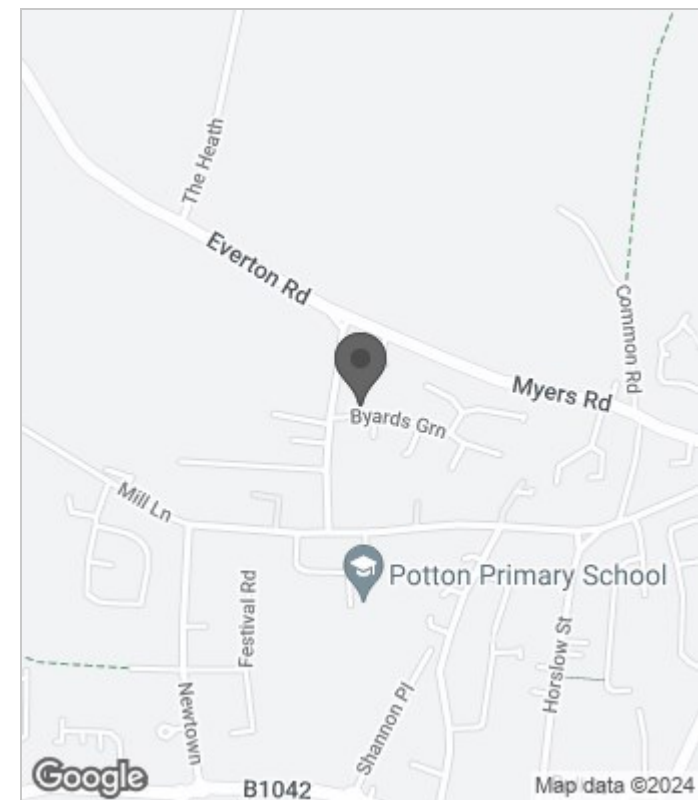 The Heath
Everton Rd
Common Rd
Myers Rd
Byards Grn
Mill Ln
Potton Primary School
Festival Rd
Horslow St
Newtown
Shannon Pl
Google
B1042
Map data ©2024